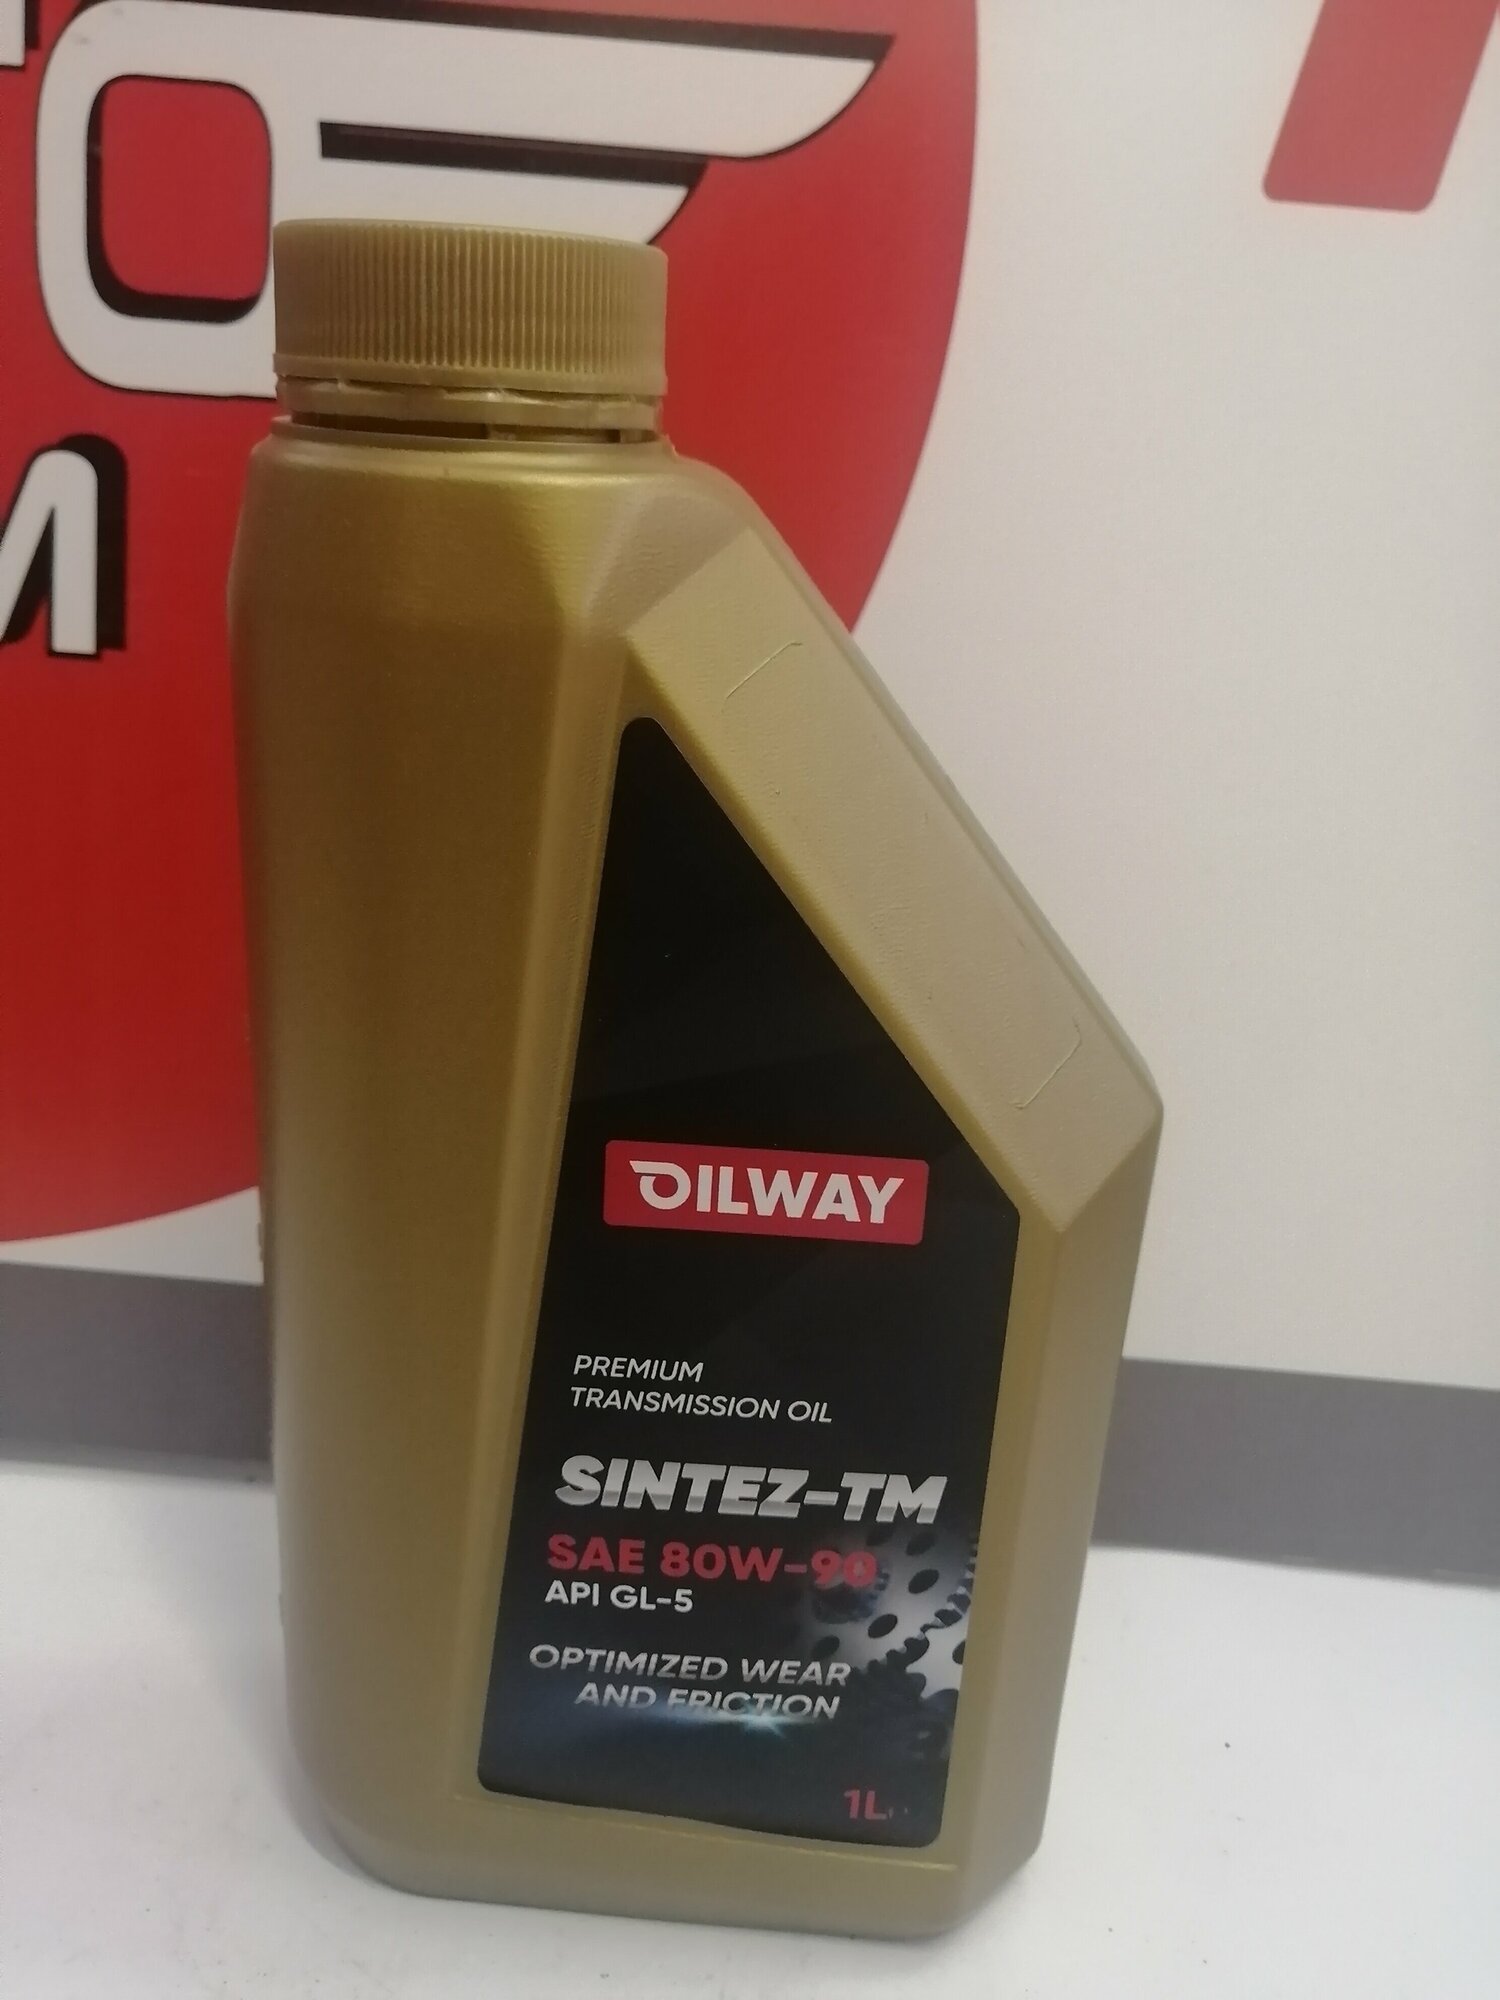 OILWAY
PREMIUM
TRANSMISSION OIL
SINTEZ-TM
SAE 80W-90
API GL-5
OPTIMIZED WEAR
AND FRICTION
1L